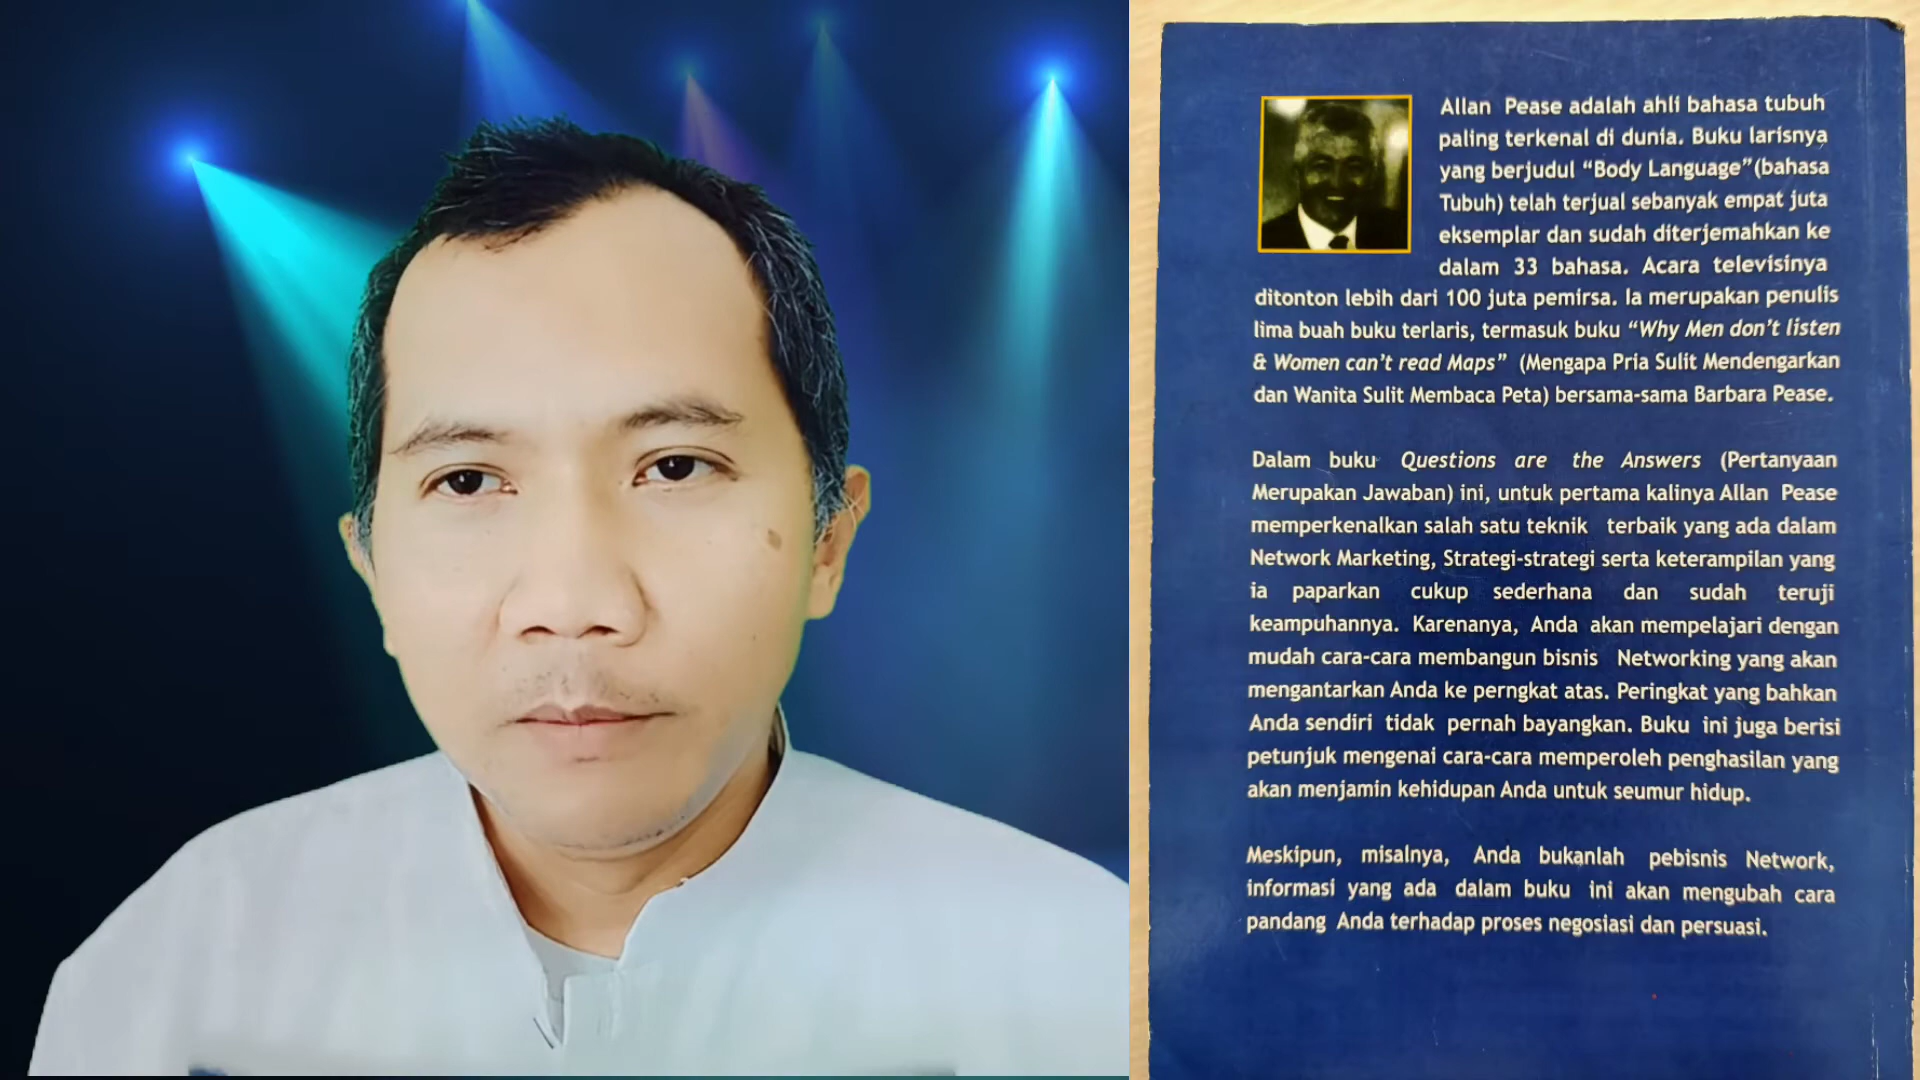 Allan Pease adalah ahli bahasa tubuh
paling terkenal di dunia. Buku larisnya
yang berjudul “Body Language”(bahasa
Tubuh) telah terjual sebanyak empat juta
eksemplar dan sudah diterjemahkan ke
dalam 33 bahasa. Acara televisinya
ditonton lebih dari 100 juta pemirsa. Ia merupakan penulis
lima buah buku terlaris, termasuk buku “Why Men don’t listen
& Women can’t read Maps” (Mengapa Pria Sulit Mendengarkan
dan Wanita Sulit Membaca Peta) bersama-sama Barbara Pease.
Dalam buku Questions are the Answers (Pertanyaan
Merupakan Jawaban) ini, untuk pertama kalinya Allan Pease
memperkenalkan salah satu teknik terbaik yang ada dalam
Network Marketing, Strategi-strategi serta keterampilan yang
ia paparkan cukup sederhana dan sudah teruji
keampuhannya. Karenanya, Anda akan mempelajari dengan
mudah cara-cara membangun bisnis Networking yang akan
mengantarkan Anda ke perngkat atas. Peringkat yang bahkan
Anda sendiri tidak pernah bayangkan. Buku ini juga berisi
petunjuk mengenai cara-cara memperoleh penghasilan yang
akan menjamin kehidupan Anda untuk seumur hidup.
Meskipun, misalnya, Anda bukanlah pebisnis Network,
informasi yang ada dalam buku ini akan mengubah cara
pandang Anda terhadap proses negosiasi dan persuasi.